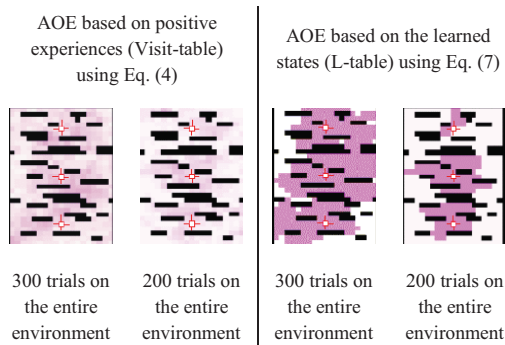 AOE based on positive
experiences (Visit-table)
using Eq. (4)
AOE based on the learned
states (L-table) using Eq. (7)
300 trials on
the entire
environment
200 trials on
the entire
environment
300 trials on
the entire
environment
200 trials on
the entire
environment